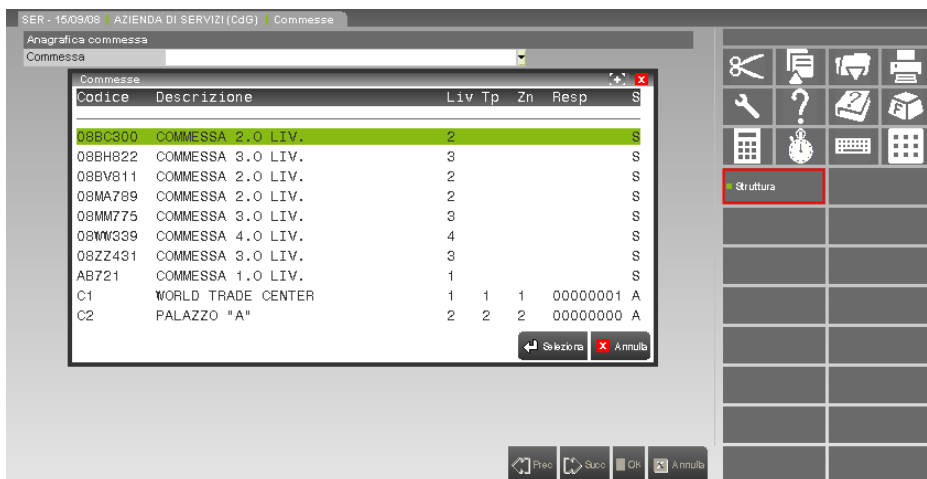 SER - 15/09/08 AZIENDA DI SERVIZI (CdG) Commesse
Anagrafica commessa
Commessa
Commesse
Codice Descrizione Liv Tp Zn Resp S
08BC300 COMMESSA 2.O LIV. 2 S
08BH822 COMMESSA 3.O LIV. 3 S
08BV811 COMMESSA 2.O LIV. 2 S
08MA789 COMMESSA 2.O LIV. 2 S
08MM775 COMMESSA 3.O LIV. 3 S
08WW339 COMMESSA 4.O LIV. 4 S
08ZZ431 COMMESSA 3.O LIV. 3 S
AB721 COMMESSA 1.O LIV. 1 S
C1 WORLD TRADE CENTER 1 1 1 00000001 A
C2 PALAZZO "A" 2 2 2 00000000 A
Seleziona X Annulla
Struttura
Prec Succ OK Annulla